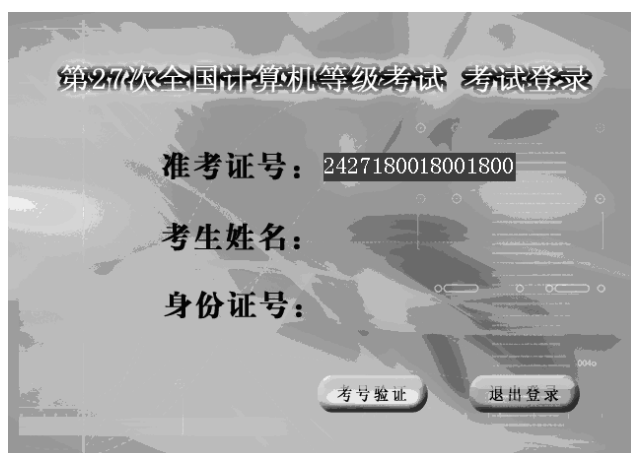 第27次全国计算机等级考试 考试登录
准考证号：2427180018001800
考生姓名：
身份证号：
004o
考号验证 退出登录